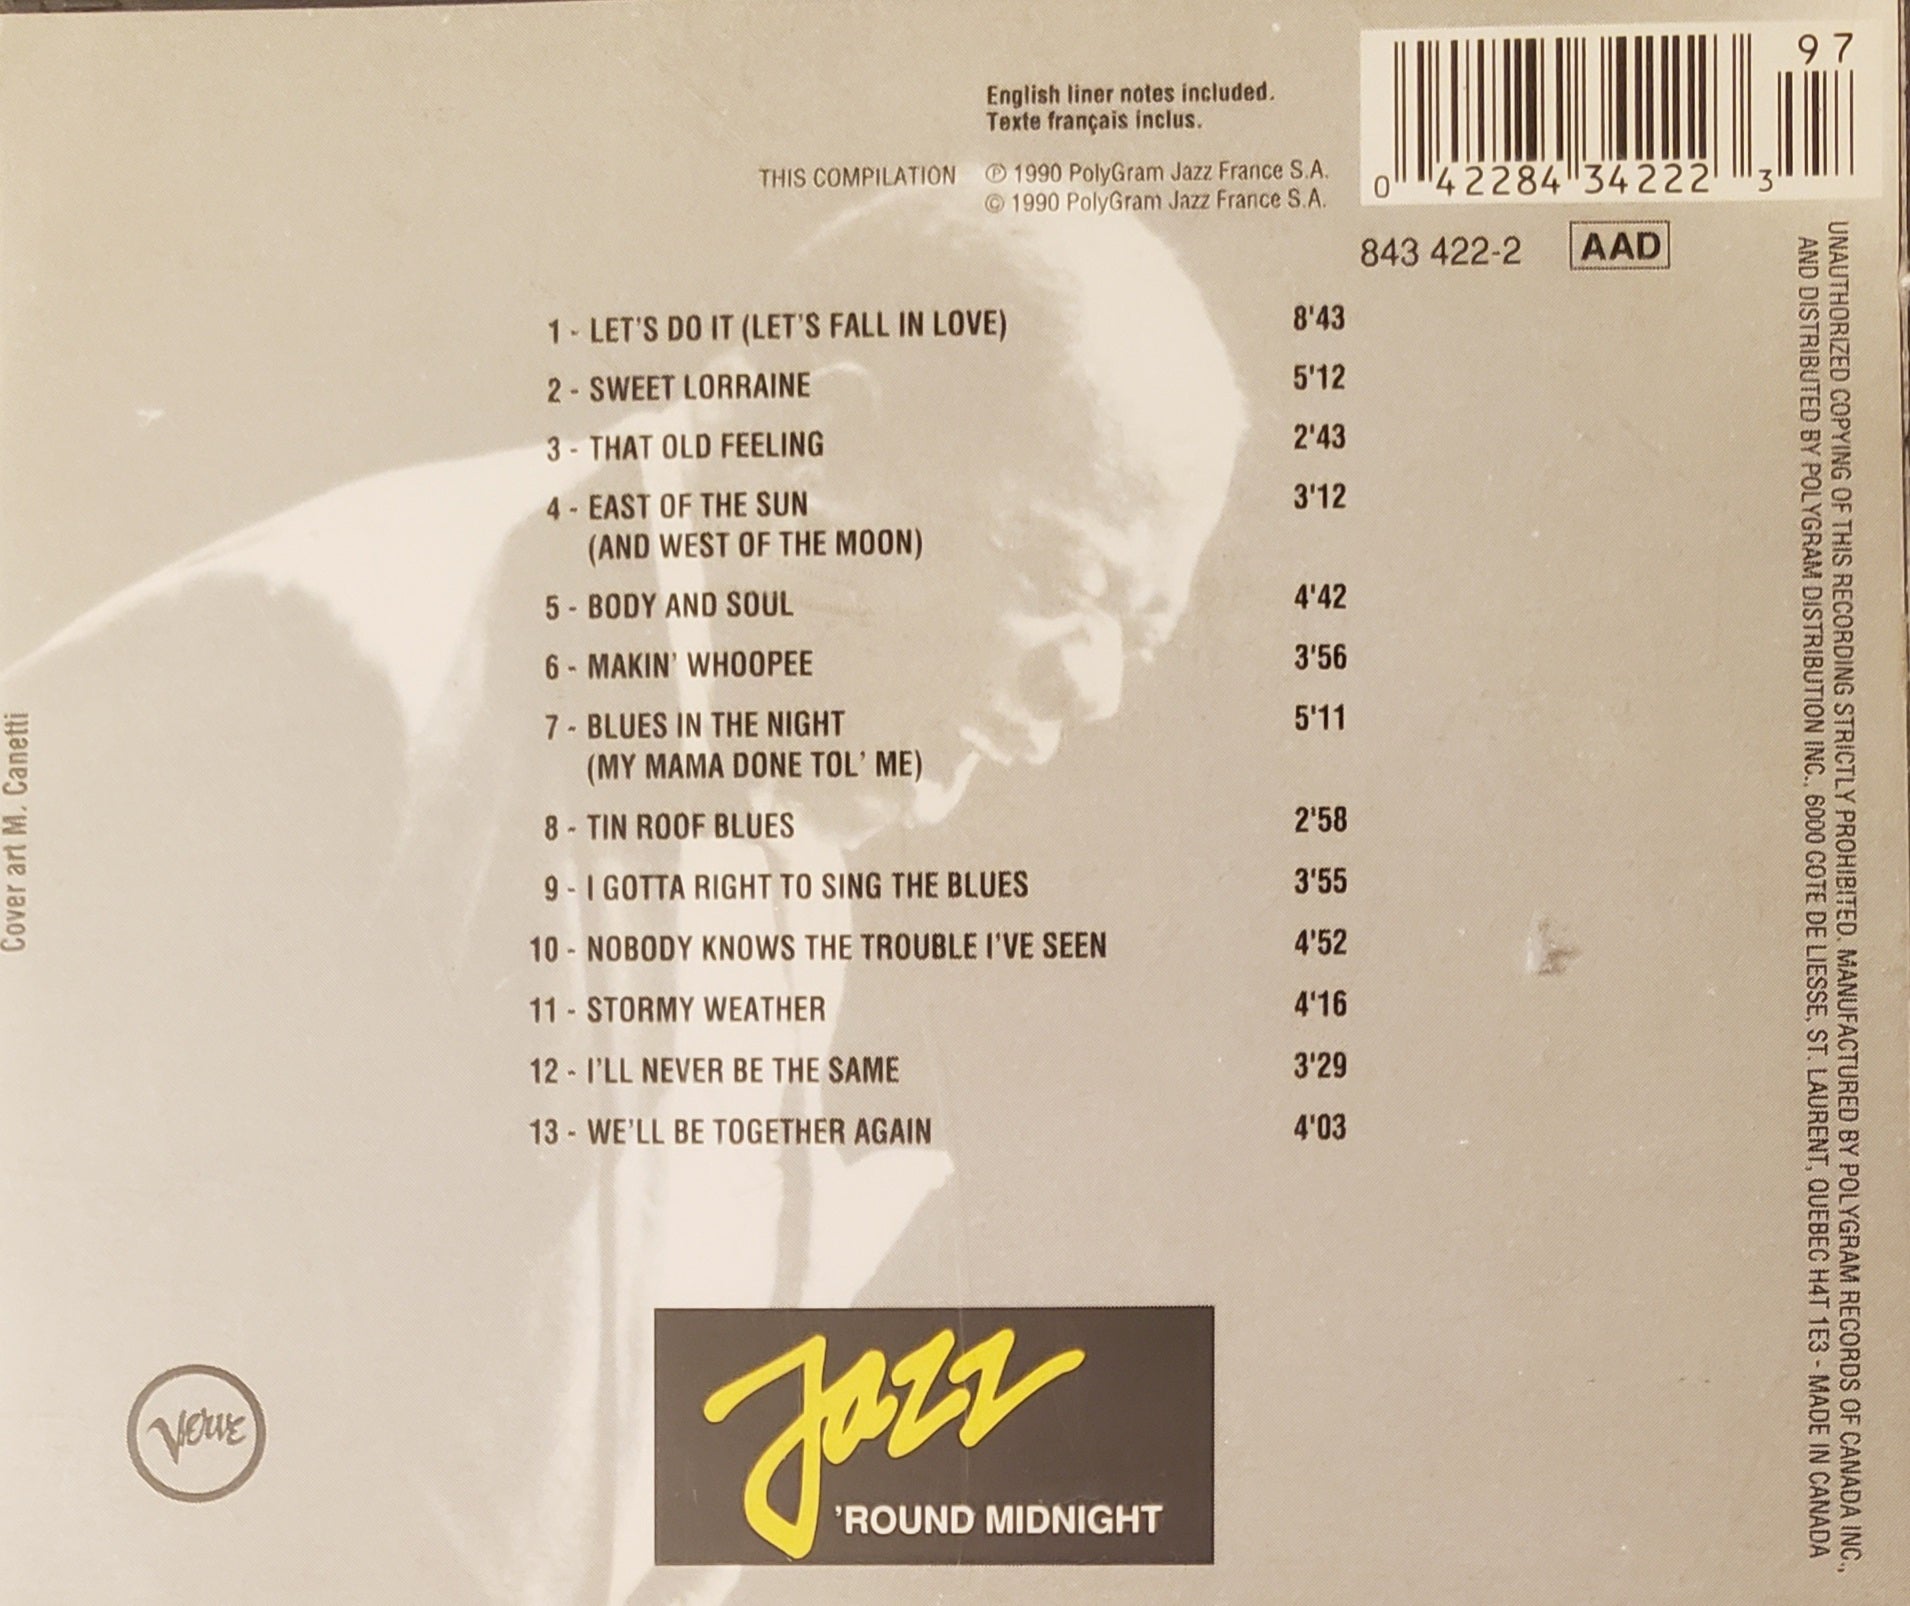 English liner notes included.
Texte français inclus.
THIS COMPILATION ℗ 1990 PolyGram Jazz France S.A.
© 1990 PolyGram Jazz France S.A.
97
0 42284 34222 3
843 422-2 AAD
1 - LET'S DO IT (LET'S FALL IN LOVE) 8'43
2 - SWEET LORRAINE 5'12
3 - THAT OLD FEELING 2'43
4 - EAST OF THE SUN 3'12
(AND WEST OF THE MOON)
5 - BODY AND SOUL 4'42
6 - MAKIN' WHOOPEE 3'56
7 - BLUES IN THE NIGHT 5'11
(MY MAMA DONE TOL' ME)
8 - TIN ROOF BLUES 2'58
9 - I GOTTA RIGHT TO SING THE BLUES 3'55
10 - NOBODY KNOWS THE TROUBLE I'VE SEEN 4'52
11 - STORMY WEATHER 4'16
12 - I'LL NEVER BE THE SAME 3'29
13 - WE'LL BE TOGETHER AGAIN 4'03
Verve
Jazz
'ROUND MIDNIGHT
Cover art M. Canetti
UNAUTHORIZED COPYING OF THIS RECORDING STRICTLY PROHIBITED. MANUFACTURED BY POLYGRAM RECORDS OF CANADA INC.,
AND DISTRIBUTED BY POLYGRAM DISTRIBUTION INC., 6000 COTE DE LIESSE, ST. LAURENT, QUEBEC H4T 1E3 - MADE IN CANADA